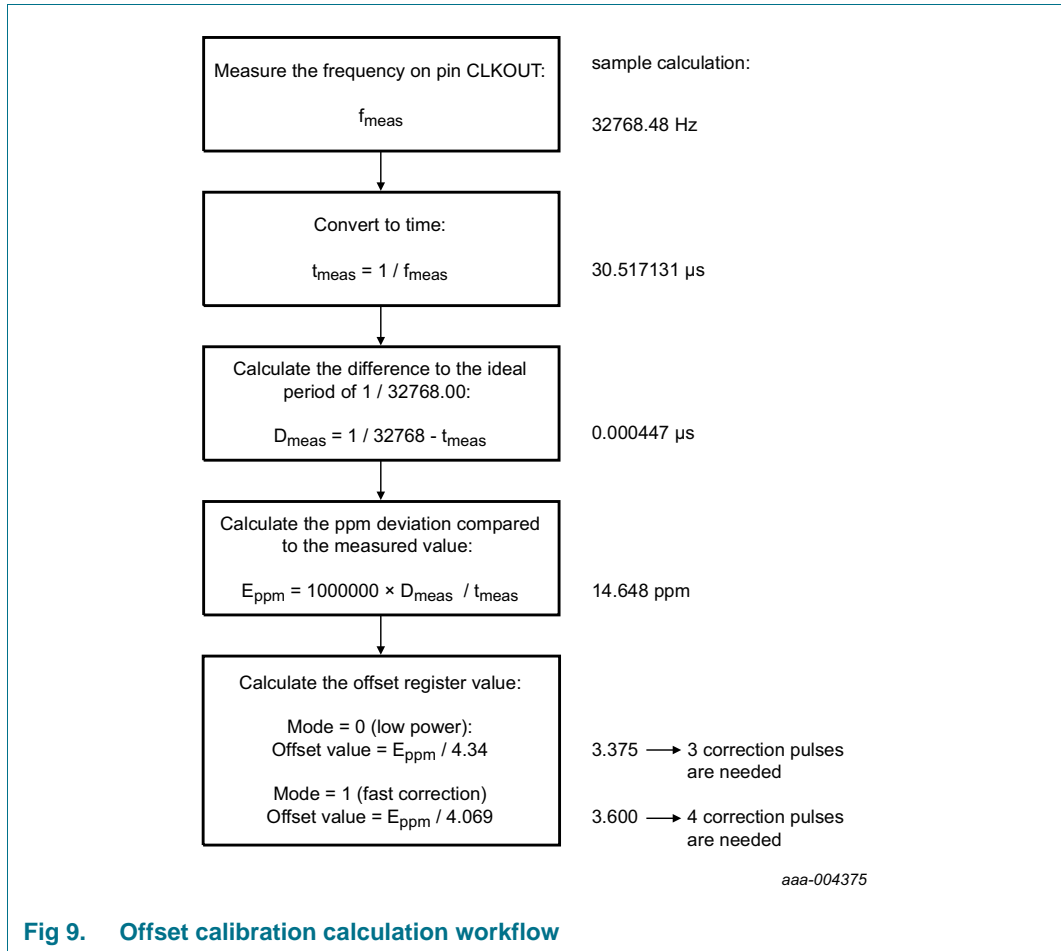 Measure the frequency on pin CLKOUT:
fmeas
sample calculation:
32768.48 Hz
Convert to time:
tmeas = 1 / fmeas
30.517131 µs
Calculate the difference to the ideal
period of 1 / 32768.00:
Dmeas = 1 / 32768 - tmeas
0.000447 µs
Calculate the ppm deviation compared
to the measured value:
Eppm = 1000000 × Dmeas / tmeas
14.648 ppm
Calculate the offset register value:
Mode = 0 (low power):
Offset value = Eppm / 4.34
3.375 → 3 correction pulses
are needed
Mode = 1 (fast correction)
Offset value = Eppm / 4.069
3.600 → 4 correction pulses
are needed
aaa-004375
Fig 9. Offset calibration calculation workflow